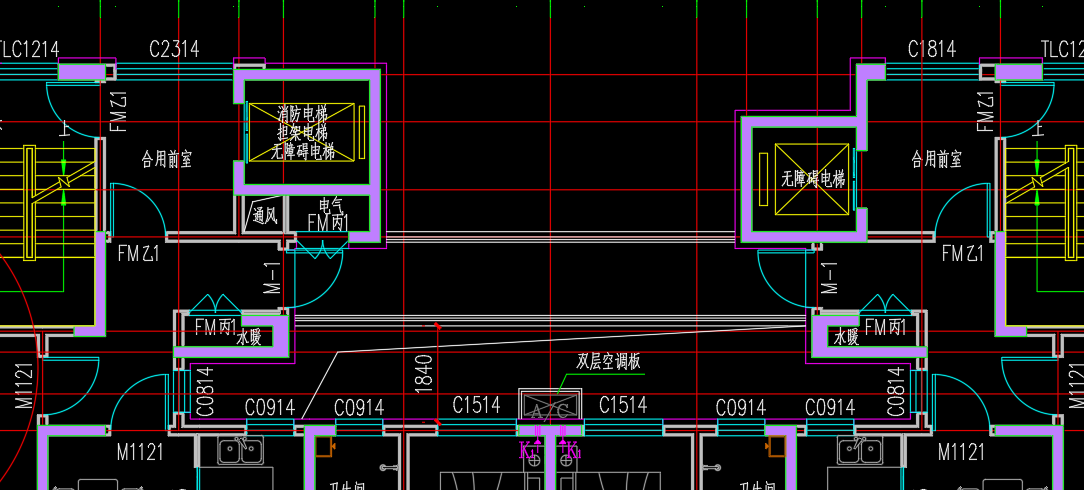 TLC1214
C2314
C1814
TLC12
FM乙1
消防电梯
担架电梯
无障碍电梯
FM乙1
上
上
合用前室
合用前室
无障碍电梯
通风
电气
FM丙1
FM乙1
FM乙1
M-1
M-1
FM丙1
水暖
FM丙1
水暖
1840
双层空调板
M1121
C0814
C0814
M1121
C0914
C0914
C1514
A/C
C1514
C0914
C0914
M1121
K1
K1
M1121
卫生间
卫生间